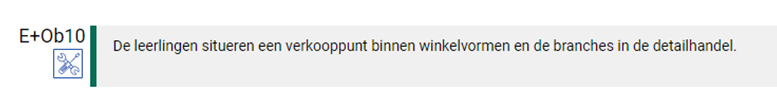 E+Ob10
De leerlingen situeren een verkooppunt binnen winkelvormen en de branches in de detailhandel.